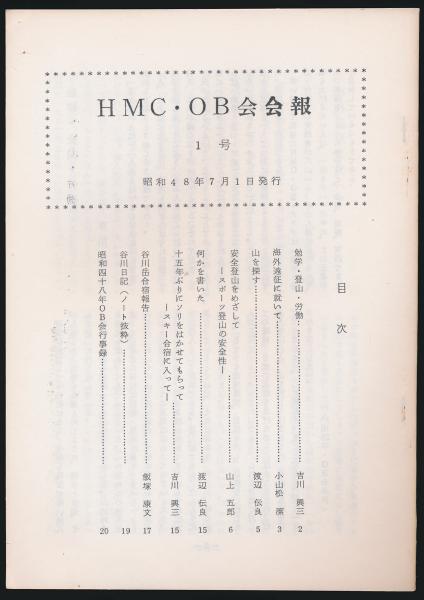 HMC・OB会会報
1号
昭和48年7月1日発行
目次
勉学・登山・労働 吉川 興三 2
海外遠征に就いて 小山松 潔 3
山を探す 渡辺 伝良 5
安全登山をめざして
―スポーツ登山の安全性― 山上 五郎 6
何かを書いた 渡辺 伝良 15
十五年ぶりにソリをはかせてもらって
―スキー合宿に入って― 吉川 興三 15
谷川岳合宿報告 飯塚 康文 17
谷川日記（ノート抜粋） 19
昭和四十八年OB会行事録 20